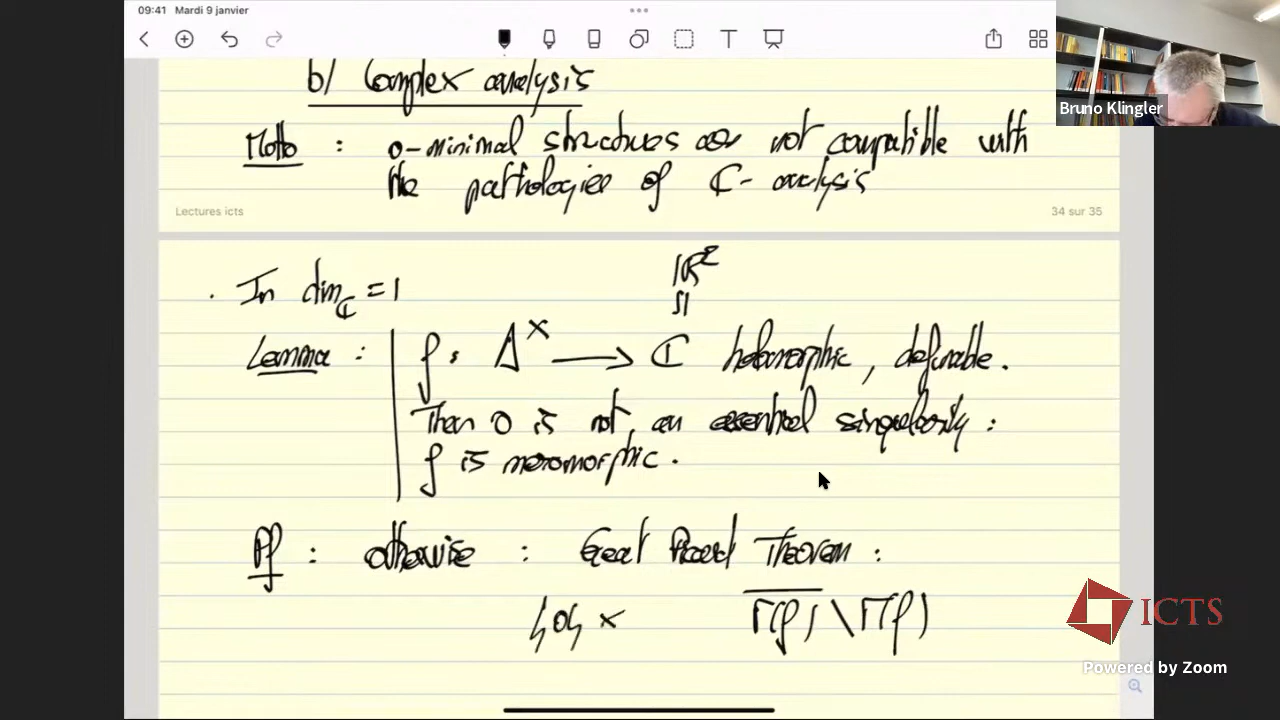 09:41 Mardi 9 janvier
Bruno Klingler
b/ Complex analysis
Motto : o-minimal structures are not compatible with
the pathologies of ℂ-analysis
Lectures icts
34 sur 35
. In dim_ℂ = 1
ℝ²
Lemma : f : Δ^× → ℂ holomorphic, definable.
Then 0 is not an essential singularity :
f is meromorphic.
Pf : otherwise : Great Picard Theorem :
{0} × \overline{Γ(f)} \ Γ(f)
ICTS
Powered by Zoom